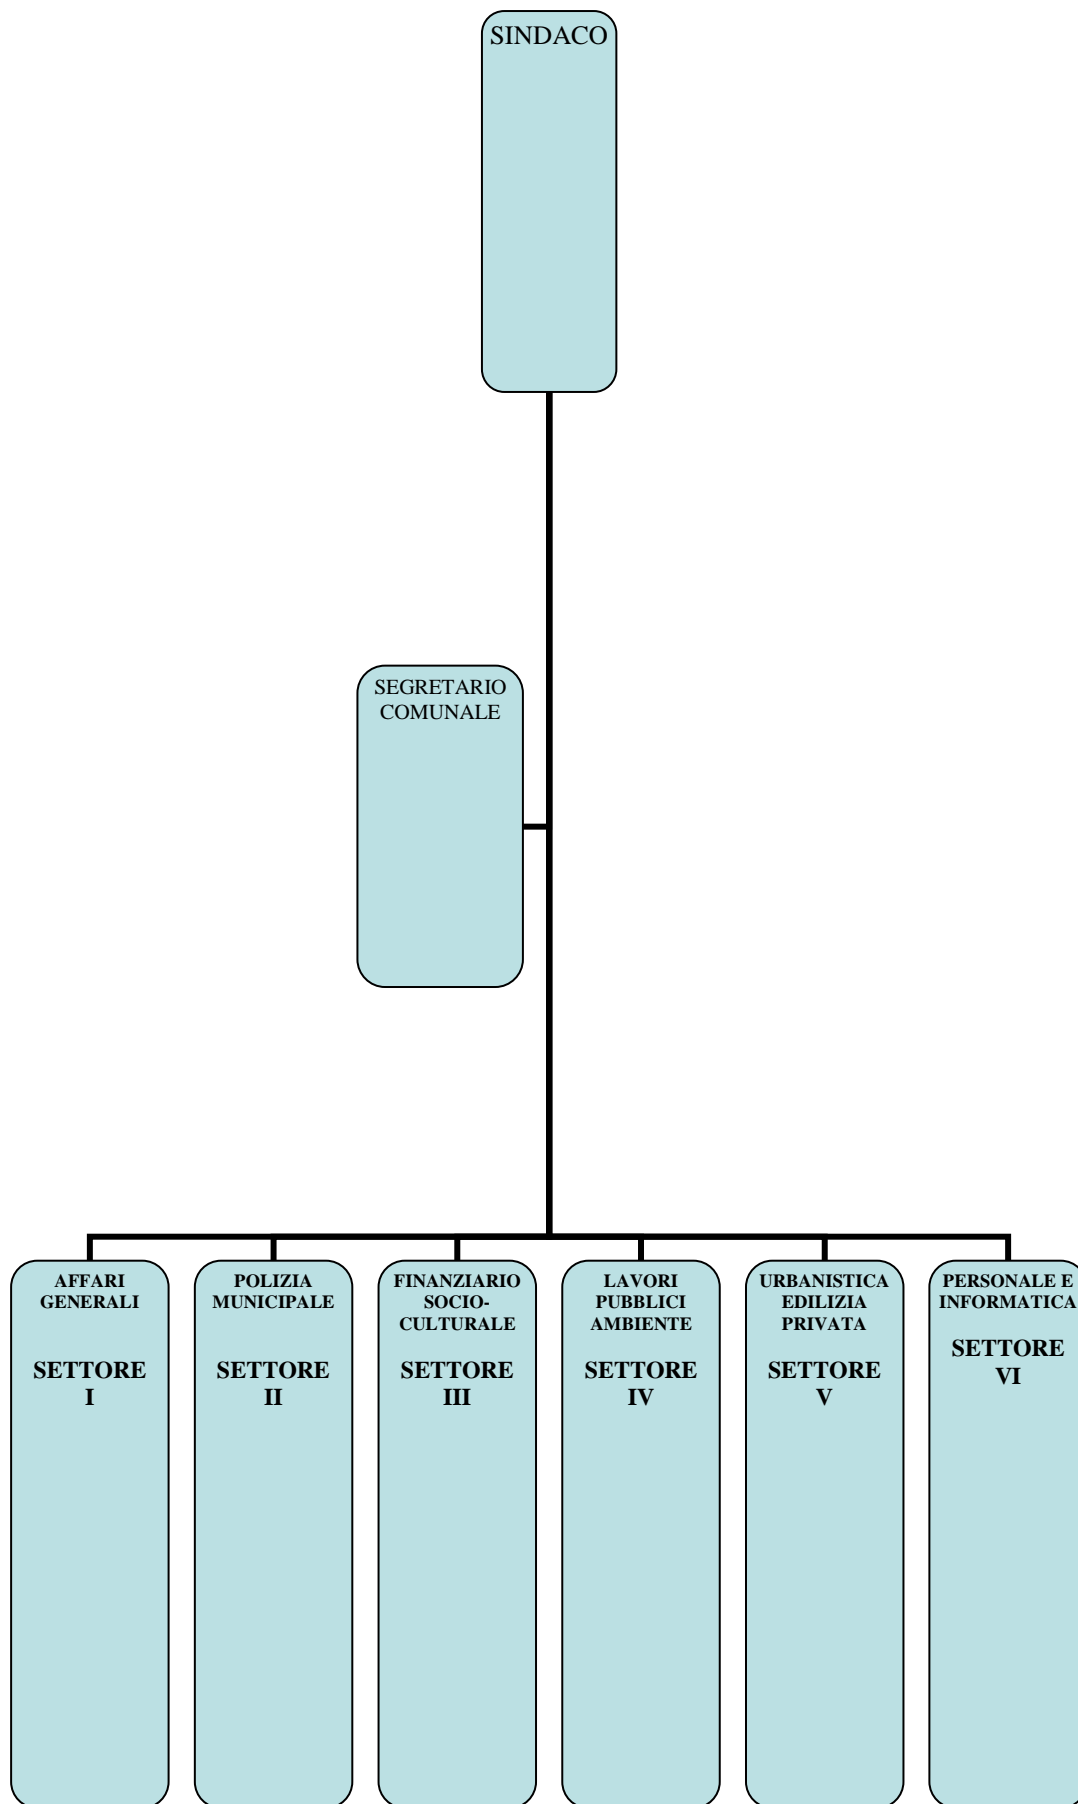 SINDACO
SEGRETARIO
COMUNALE
AFFARI
GENERALI
SETTORE
I
POLIZIA
MUNICIPALE
SETTORE
II
FINANZIARIO
SOCIO-
CULTURALE
SETTORE
III
LAVORI
PUBBLICI
AMBIENTE
SETTORE
IV
URBANISTICA
EDILIZIA
PRIVATA
SETTORE
V
PERSONALE E
INFORMATICA
SETTORE
VI